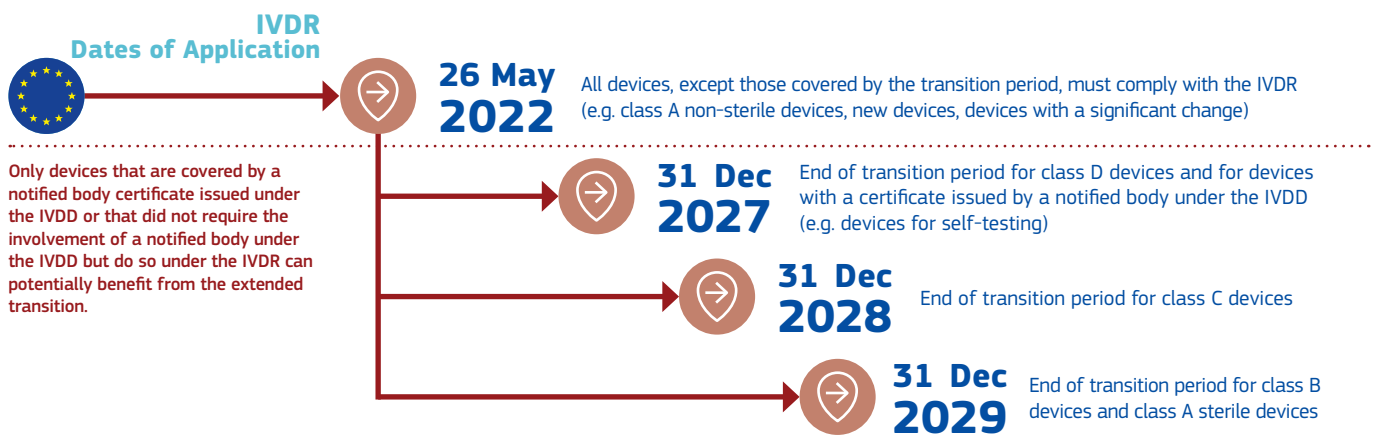 IVDR
Dates of Application
26 May
2022
All devices, except those covered by the transition period, must comply with the IVDR
(e.g. class A non-sterile devices, new devices, devices with a significant change)
Only devices that are covered by a
notified body certificate issued under
the IVDD or that did not require the
involvement of a notified body under
the IVDD but do so under the IVDR can
potentially benefit from the extended
transition.
31 Dec
2027
End of transition period for class D devices and for devices
with a certificate issued by a notified body under the IVDD
(e.g. devices for self-testing)
31 Dec
2028
End of transition period for class C devices
31 Dec
2029
End of transition period for class B
devices and class A sterile devices